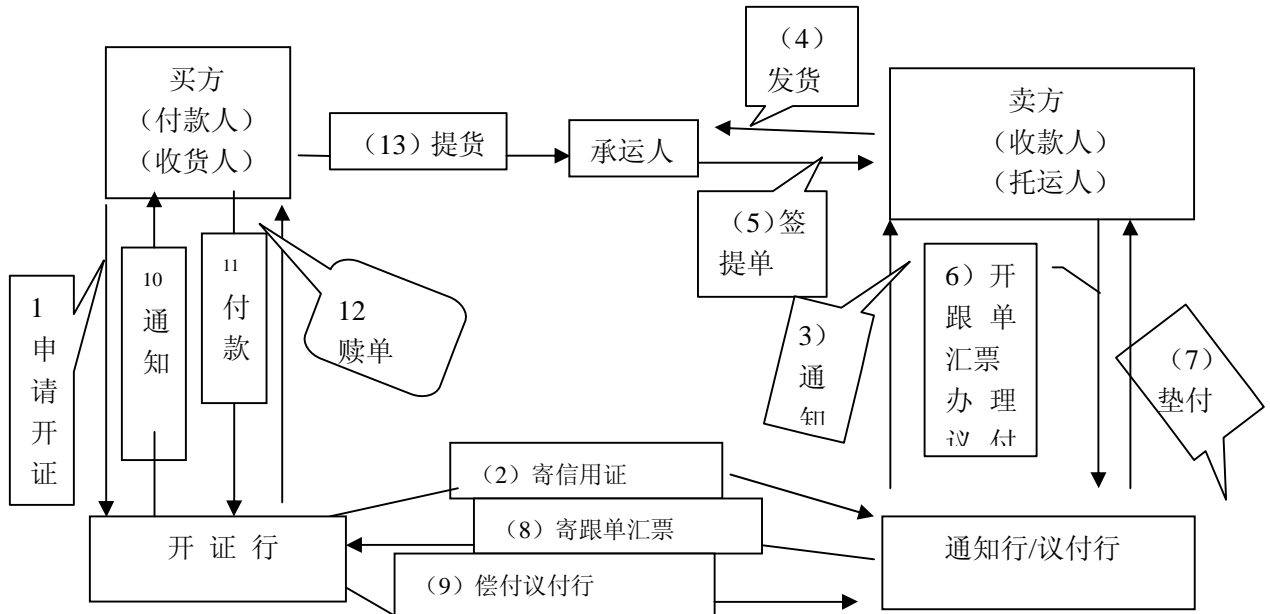 （4）
发货
买方
（付款人）
（收货人）
卖方
（收款人）
（托运人）
（13）提货
承运人
（5）签
提单
1
申
请
开
证
10
通
知
11
付
款
12
赎单
3）
通
知
6）开
跟 单
汇票
办 理
议 付
（7）
垫付
（2）寄信用证
开 证 行
（8）寄跟单汇票
通知行/议付行
（9）偿付议付行